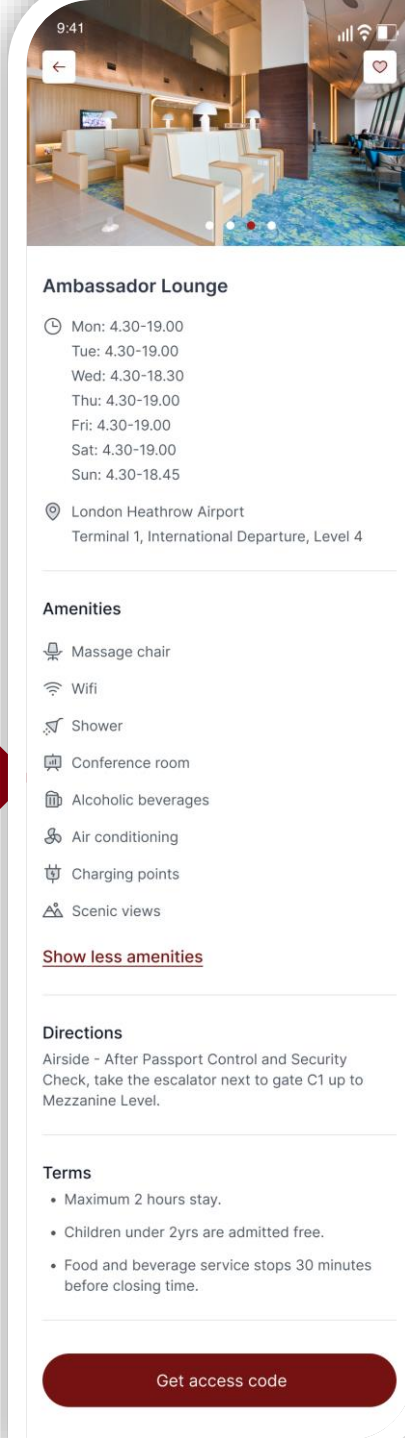 9:41
Ambassador Lounge
Mon: 4.30-19.00
Tue: 4.30-19.00
Wed: 4.30-18.30
Thu: 4.30-19.00
Fri: 4.30-19.00
Sat: 4.30-19.00
Sun: 4.30-18.45
London Heathrow Airport
Terminal 1, International Departure, Level 4
Amenities
Massage chair
Wifi
Shower
Conference room
Alcoholic beverages
Air conditioning
Charging points
Scenic views
Show less amenities
Directions
Airside - After Passport Control and Security
Check, take the escalator next to gate C1 up to
Mezzanine Level.
Terms
• Maximum 2 hours stay.
• Children under 2yrs are admitted free.
• Food and beverage service stops 30 minutes
before closing time.
Get access code